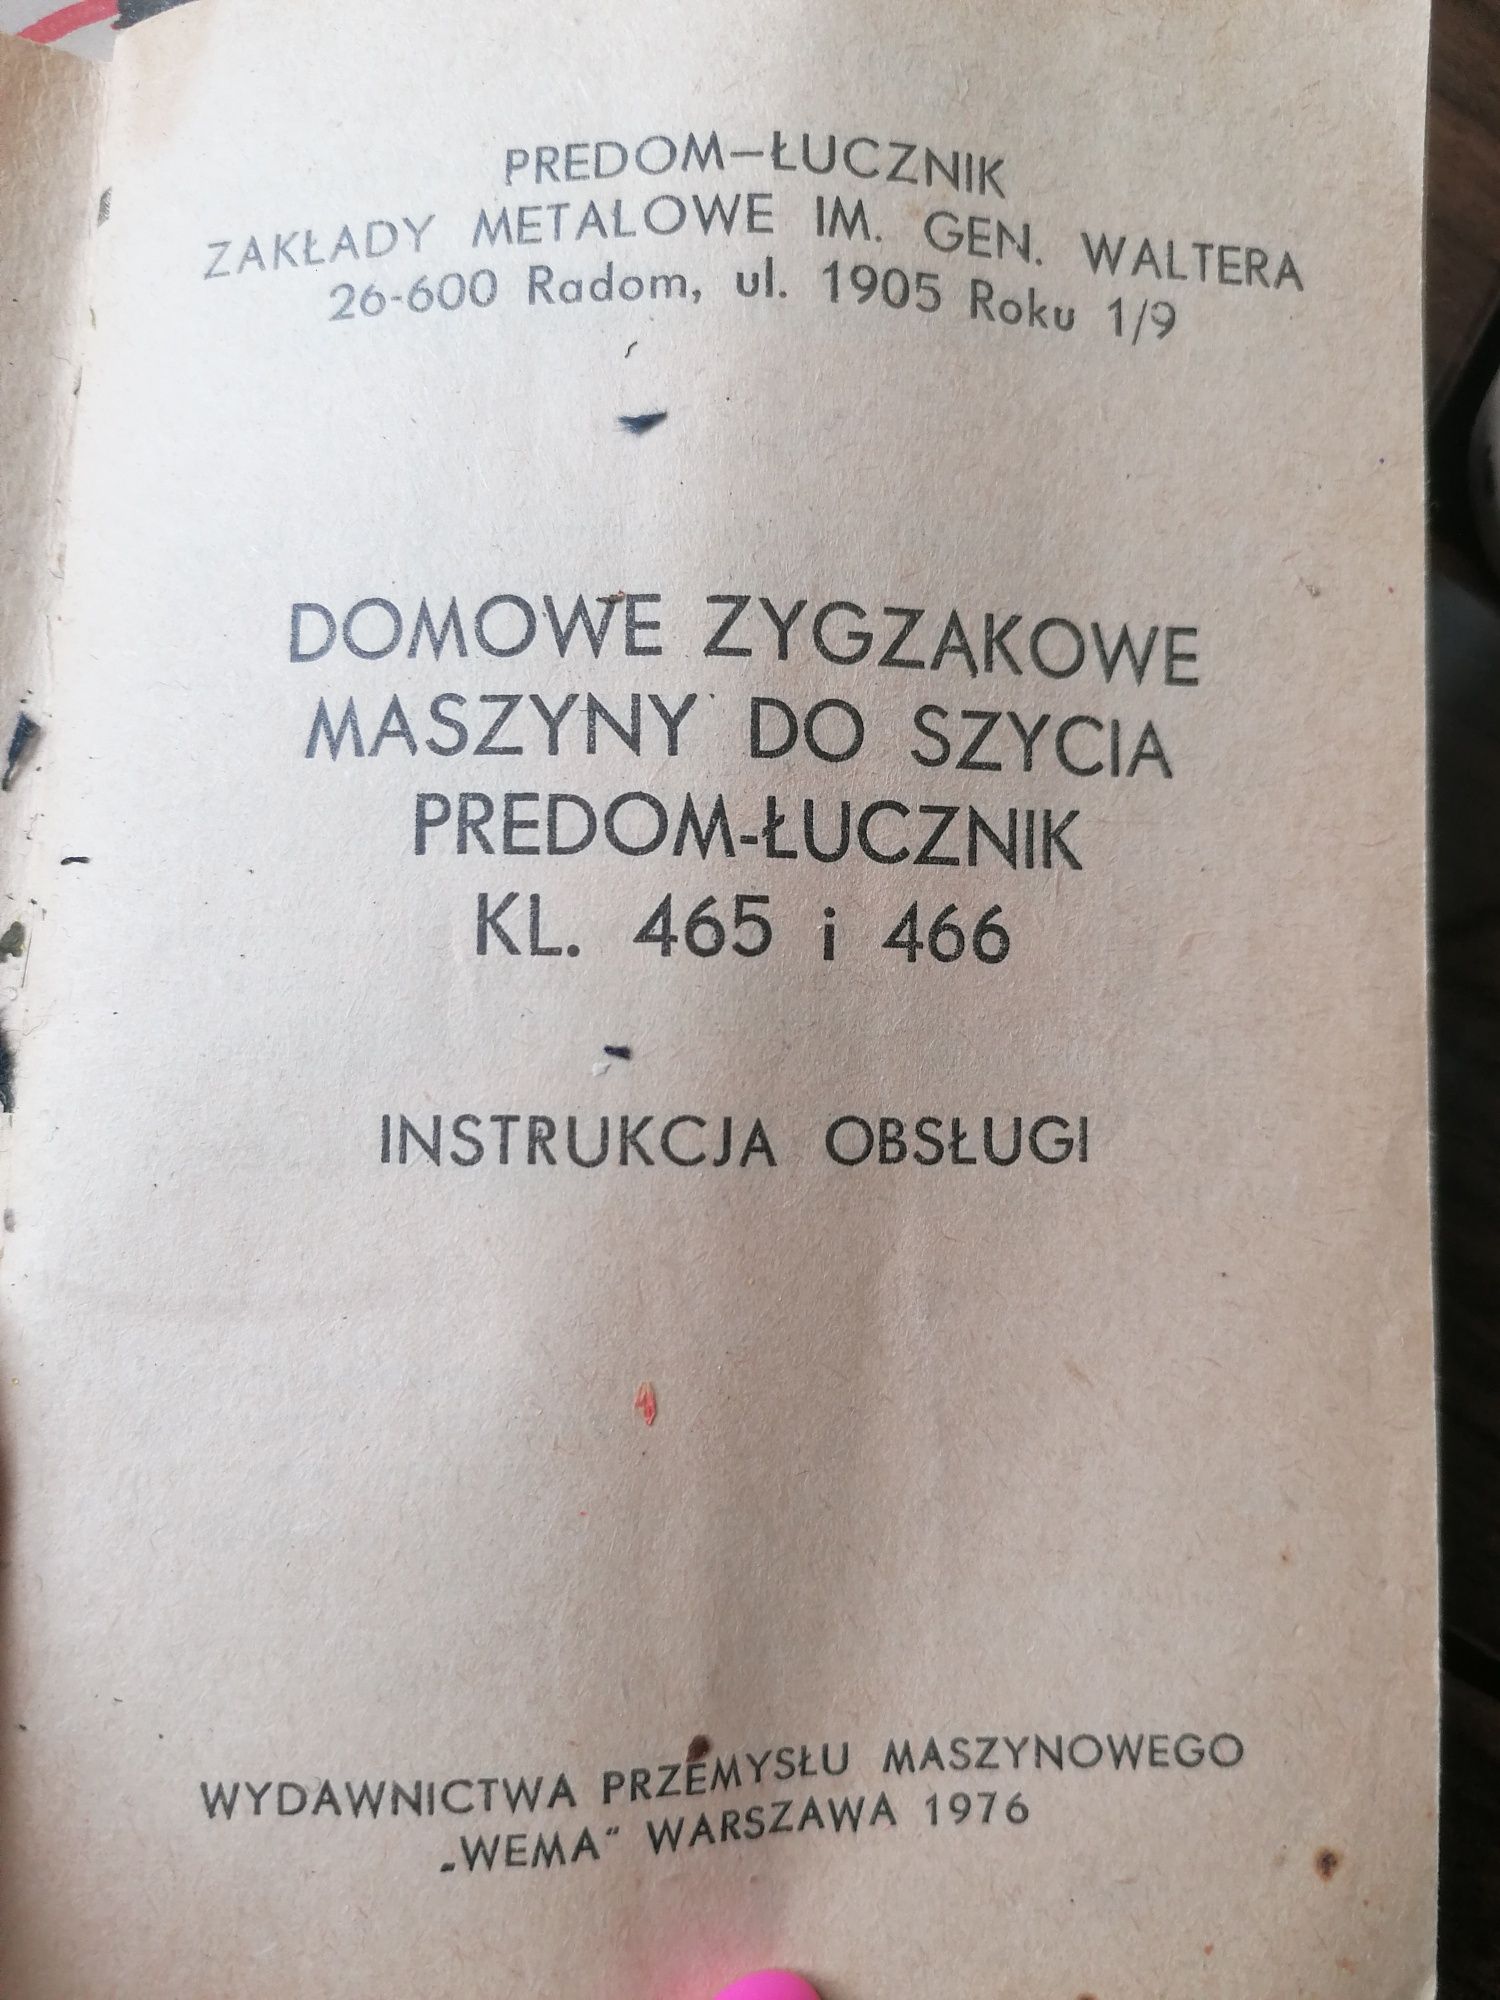 PREDOM–ŁUCZNIK
ZAKŁADY METALOWE IM. GEN. WALTERA
26-600 Radom, ul. 1905 Roku 1/9
DOMOWE ZYGZAKOWE
MASZYNY DO SZYCIA
PREDOM-ŁUCZNIK
KL. 465 i 466
INSTRUKCJA OBSŁUGI
WYDAWNICTWA PRZEMYSŁU MASZYNOWEGO
„WEMA" WARSZAWA 1976